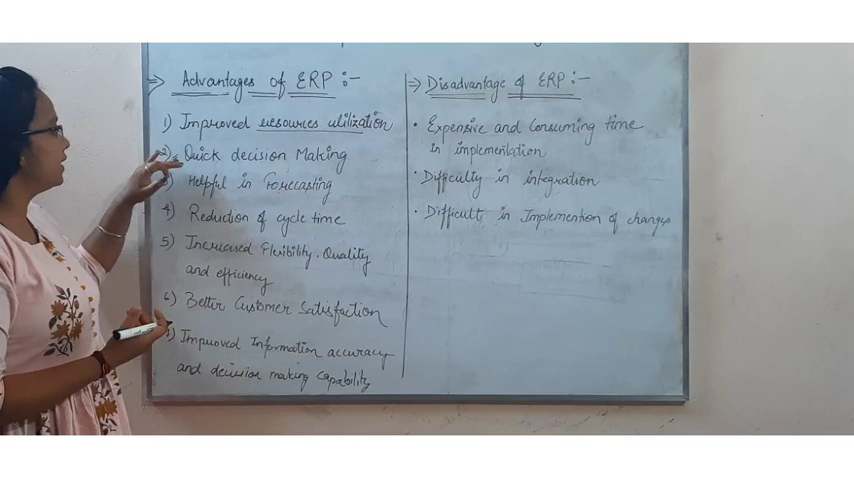 ⇒ Advantages of ERP :-
1) Improved resources utilization
2) Quick decision Making
3) Helpful in Forecasting
4) Reduction of cycle time
5) Increased Flexibility. Quality
and efficiency
6) Better Customer Satisfaction
7) Improved Information accuracy
and decision making capability
⇒ Disadvantage of ERP :-
• Expensive and Consuming time
in implementation
• Difficulty in integration
• Difficult in Implemention of changes